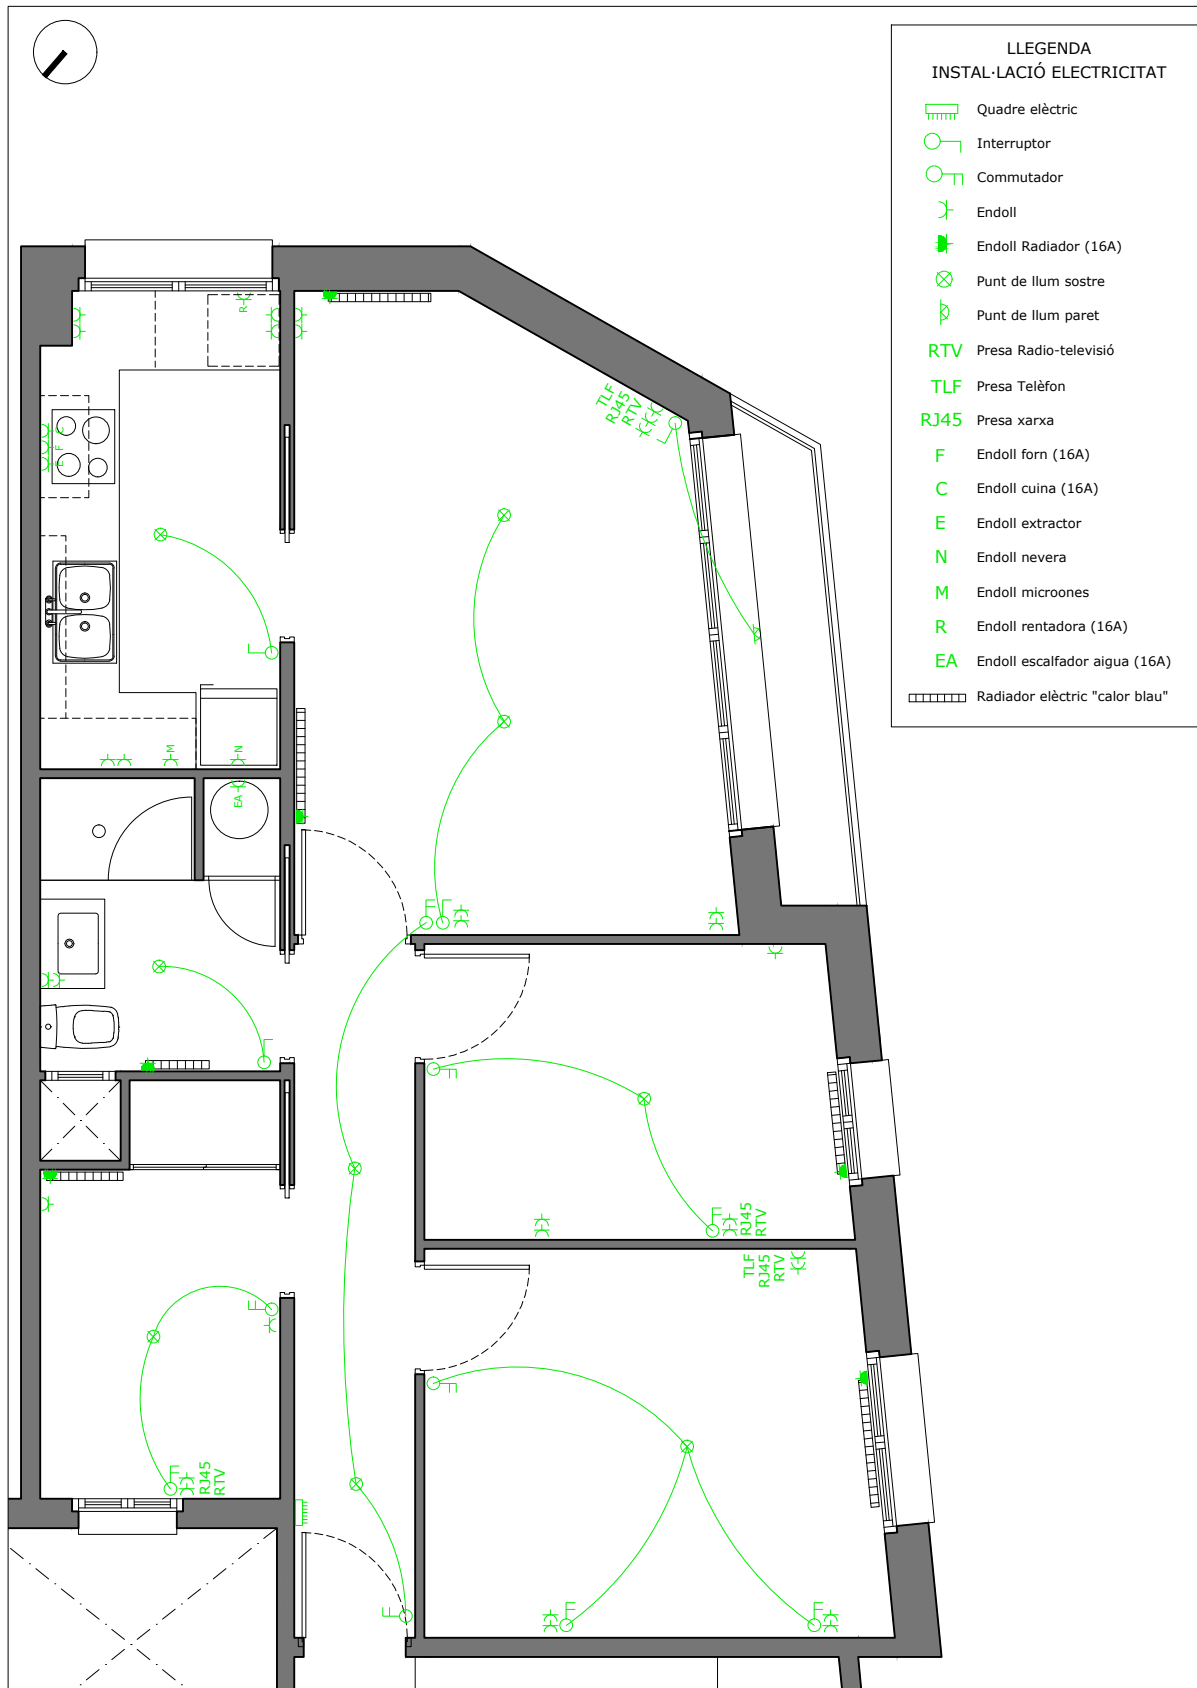 LLEGENDA
INSTAL·LACIÓ ELECTRICITAT
Quadre elèctric
Interruptor
Commutador
Endoll
Endoll Radiador (16A)
Punt de llum sostre
Punt de llum paret
RTV Presa Radio-televisió
TLF Presa Telèfon
RJ45 Presa xarxa
F Endoll forn (16A)
C Endoll cuina (16A)
E Endoll extractor
N Endoll nevera
M Endoll microones
R Endoll rentadora (16A)
EA Endoll escalfador aigua (16A)
Radiador elèctric "calor blau"
R
TLF
RJ45
RTV
C
F
E
M
N
EA
RJ45
RTV
TLF
RJ45
RTV
RJ45
RTV